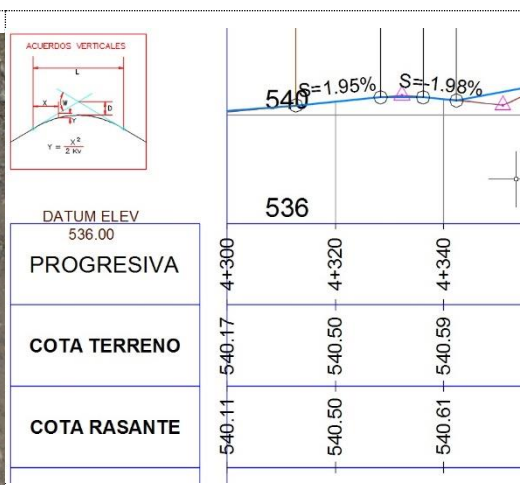 ACUERDOS VERTICALES
L
X
W
D
Y
Y = X²
2 Kv
S=1.95%
S=-1.98%
540
536
DATUM ELEV
536.00
PROGRESIVA
4+300
4+320
4+340
COTA TERRENO
540.17
540.50
540.59
COTA RASANTE
540.11
540.50
540.61